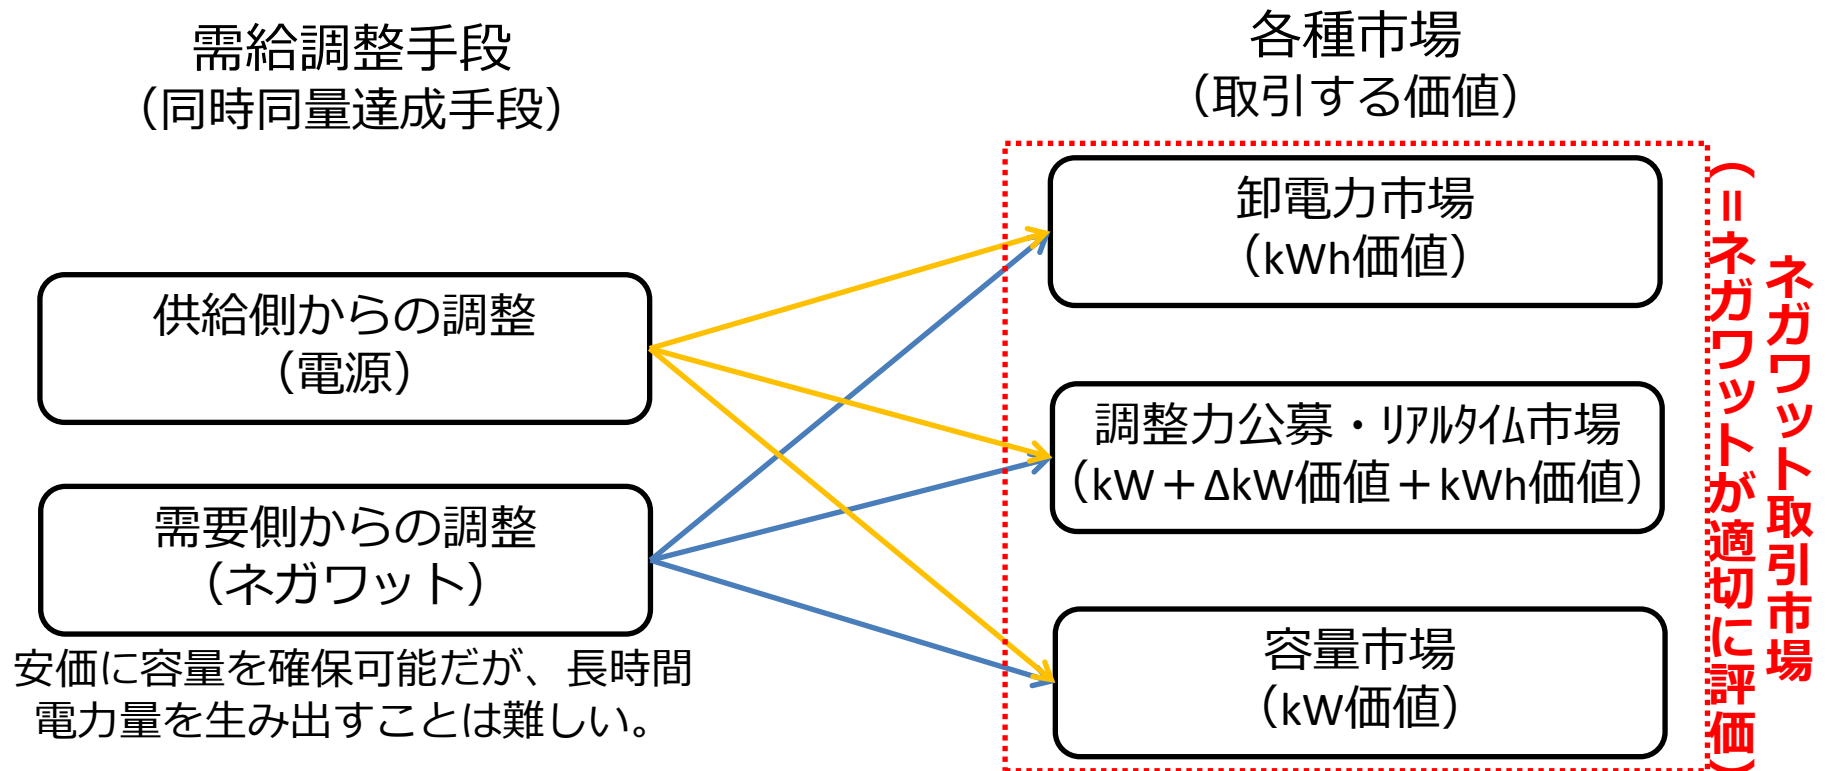 需給調整手段
（同時同量達成手段）
各種市場
（取引する価値）
供給側からの調整
（電源）
需要側からの調整
（ネガワット）
安価に容量を確保可能だが、長時間
電力量を生み出すことは難しい。
卸電力市場
（kWh価値）
調整力公募・ﾘｱﾙﾀｲﾑ市場
（kW＋ΔkW価値＋kWh価値）
容量市場
（kW価値）
ネガワット取引市場
（＝ネガワットが適切に評価）